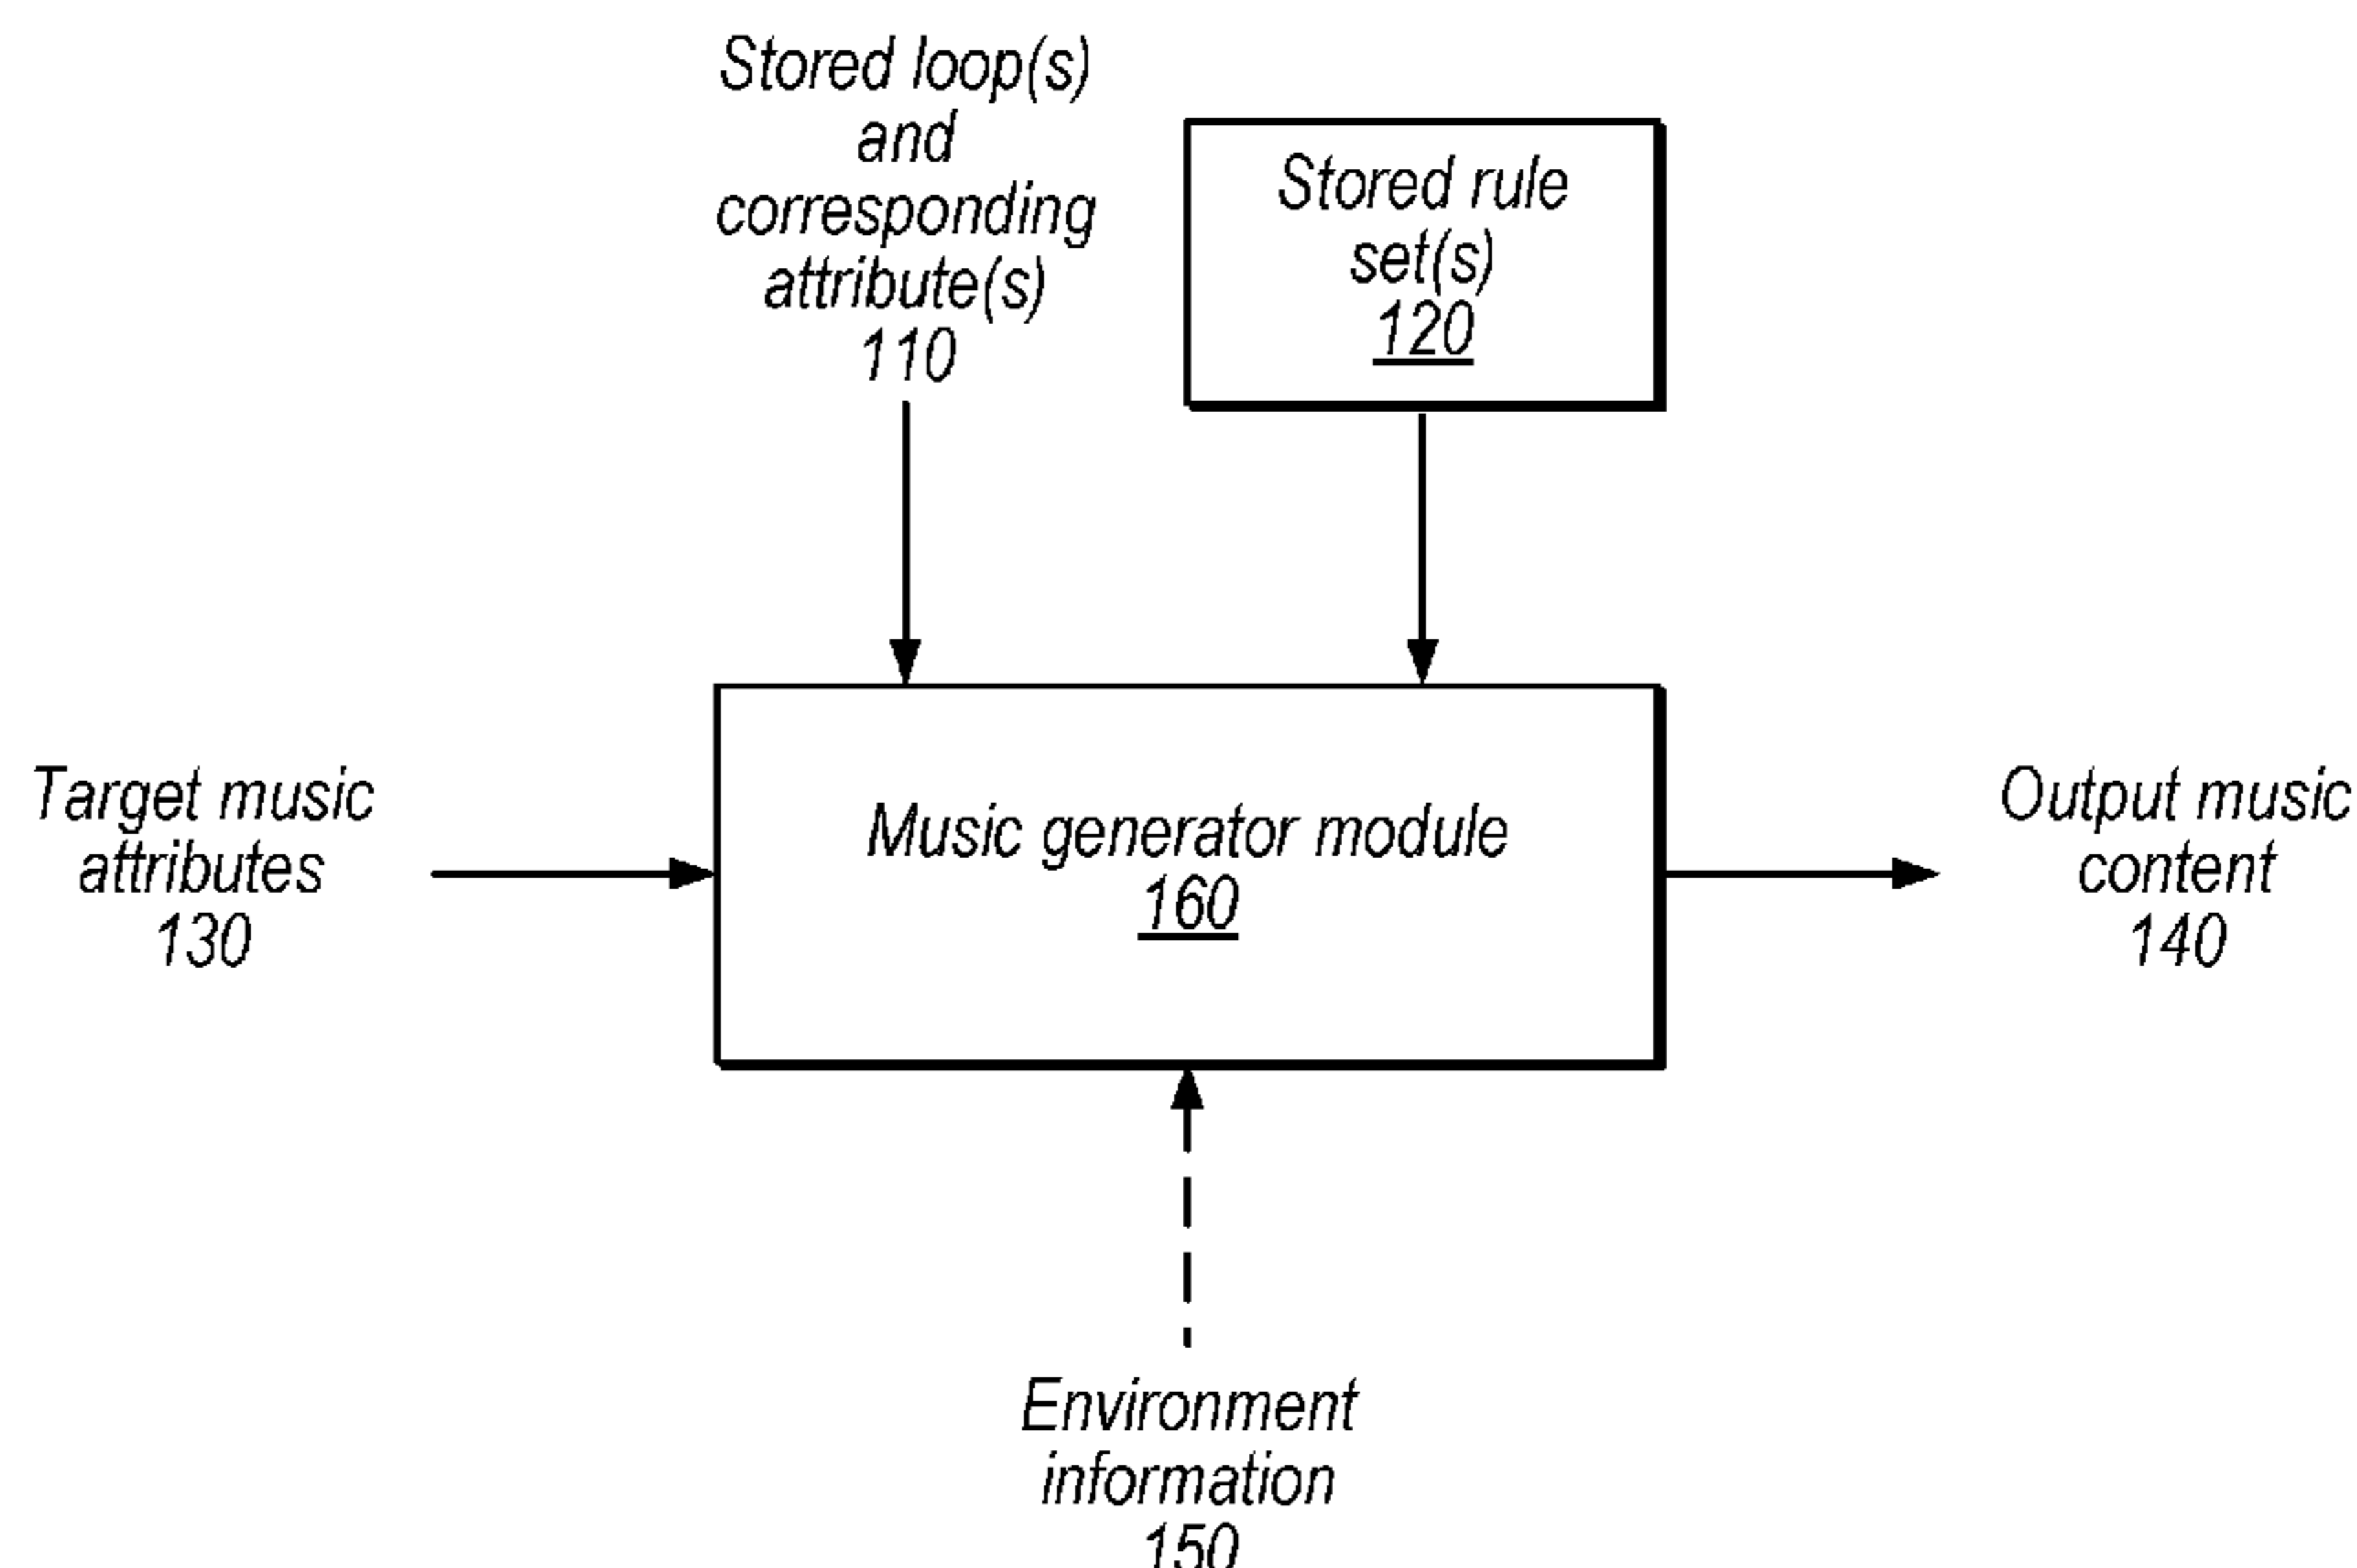 Stored loop(s)
and
corresponding
attribute(s)
110
Stored rule
set(s)
120
Target music
attributes
130
Music generator module
160
Output music
content
140
Environment
information
150